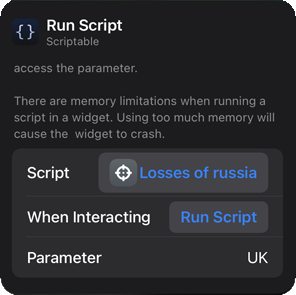 {} Run Script
Scriptable
access the parameter.
There are memory limitations when running a
script in a widget. Using too much memory will
cause the widget to crash.
Script Losses of russia
When Interacting Run Script
Parameter UK